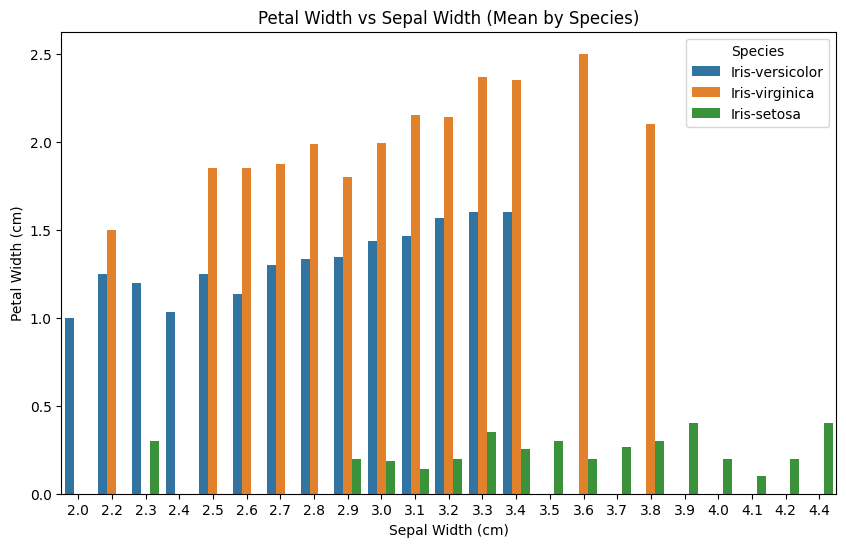 Petal Width vs Sepal Width (Mean by Species)
Species
Iris-versicolor
Iris-virginica
Iris-setosa
Petal Width (cm)
2.5
2.0
1.5
1.0
0.5
0.0
2.0 2.2 2.3 2.4 2.5 2.6 2.7 2.8 2.9 3.0 3.1 3.2 3.3 3.4 3.5 3.6 3.7 3.8 3.9 4.0 4.1 4.2 4.4
Sepal Width (cm)